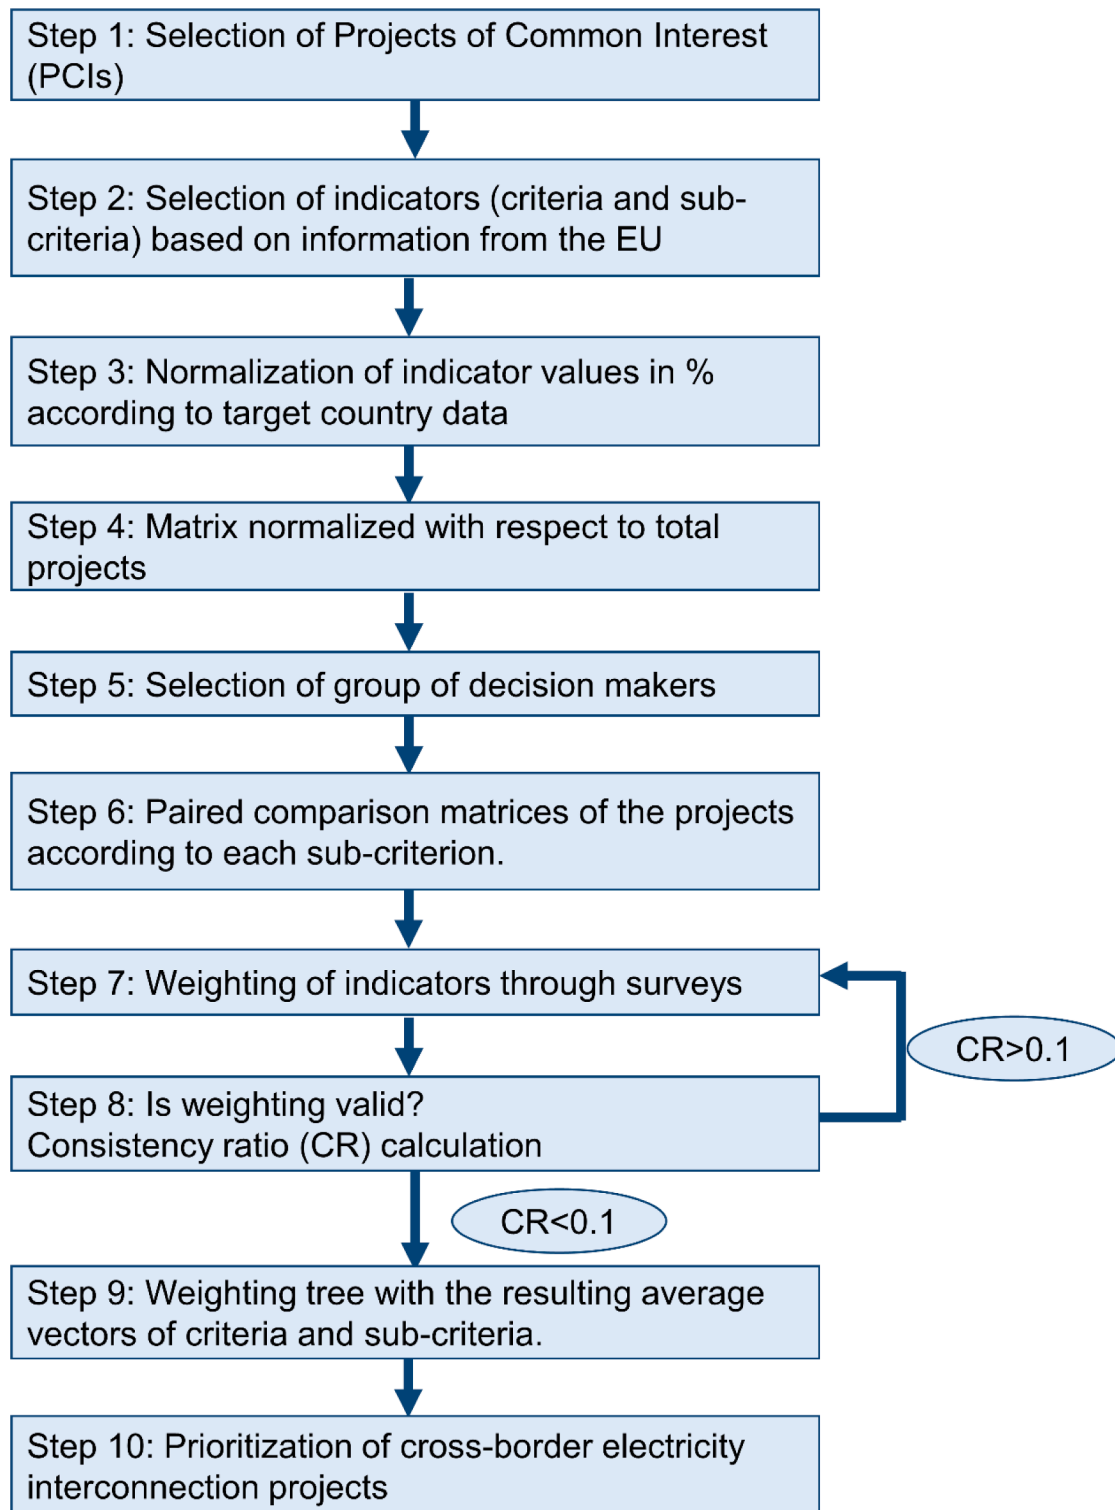 Step 1: Selection of Projects of Common Interest
(PCIs)
Step 2: Selection of indicators (criteria and sub-
criteria) based on information from the EU
Step 3: Normalization of indicator values in %
according to target country data
Step 4: Matrix normalized with respect to total
projects
Step 5: Selection of group of decision makers
Step 6: Paired comparison matrices of the projects
according to each sub-criterion.
Step 7: Weighting of indicators through surveys
CR>0.1
Step 8: Is weighting valid?
Consistency ratio (CR) calculation
CR<0.1
Step 9: Weighting tree with the resulting average
vectors of criteria and sub-criteria.
Step 10: Prioritization of cross-border electricity
interconnection projects